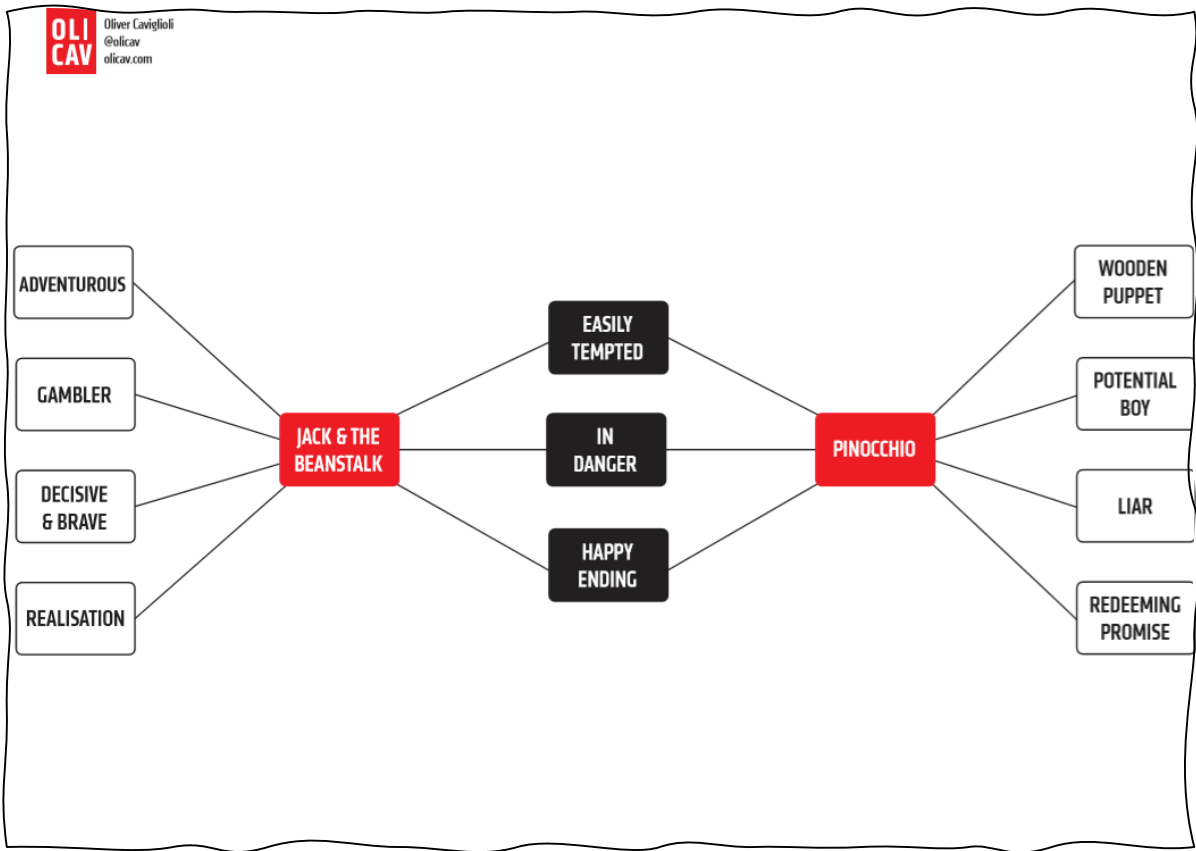 OLI
CAV
Oliver Caviglioli
@olicav
olicav.com
ADVENTUROUS
GAMBLER
DECISIVE
& BRAVE
REALISATION
JACK & THE
BEANSTALK
EASILY
TEMPTED
IN
DANGER
HAPPY
ENDING
PINOCCHIO
WOODEN
PUPPET
POTENTIAL
BOY
LIAR
REDEEMING
PROMISE